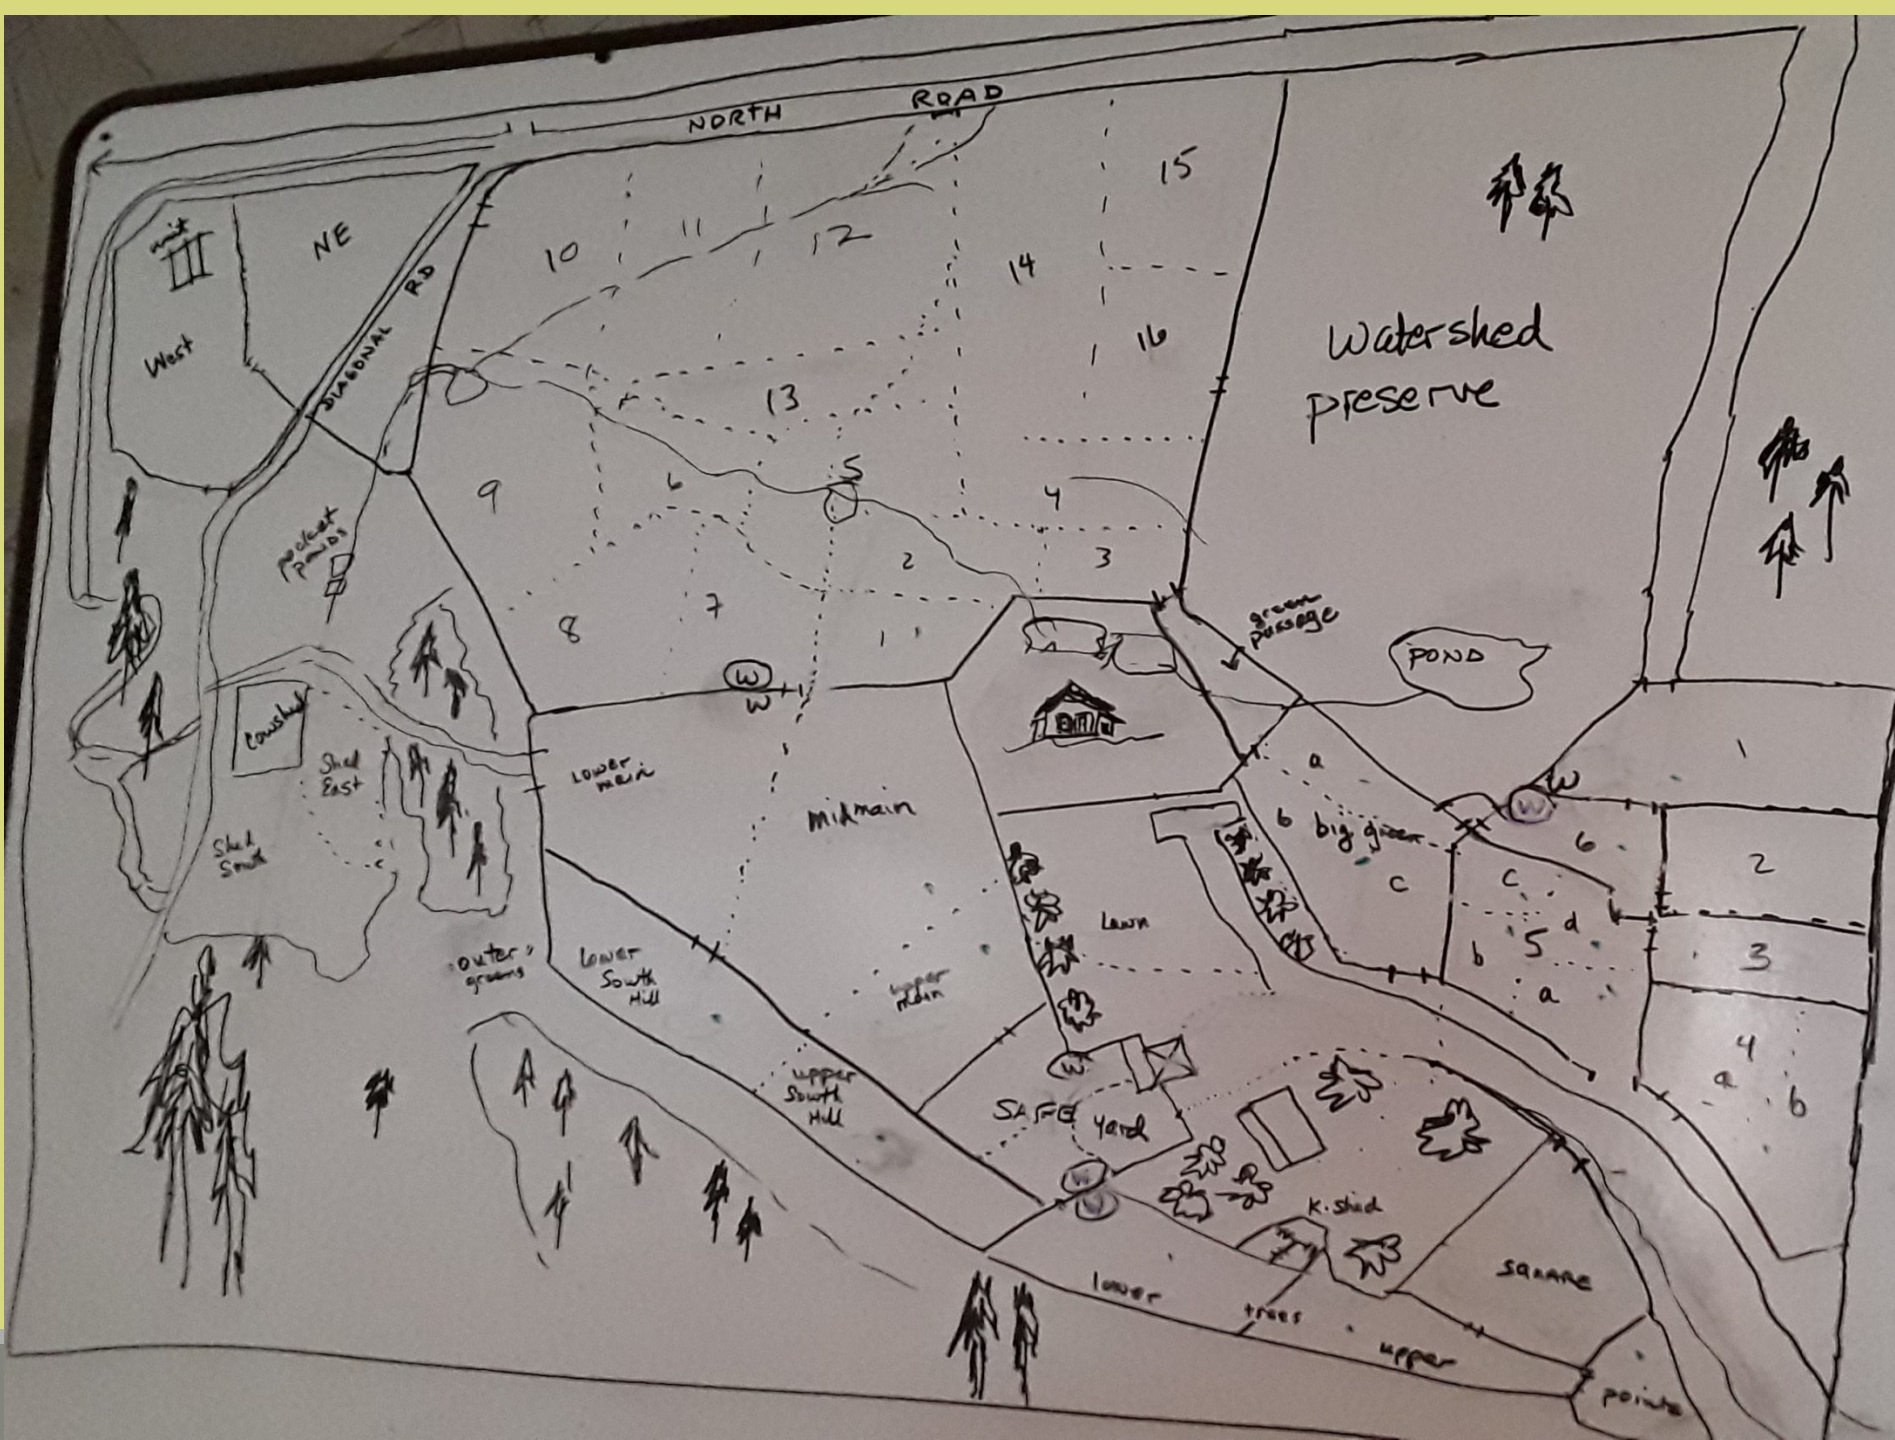 NORTH ROAD
15
unit
NE
10
11
12
14
DIAGONAL RD
West
16
Watershed
preserve
13
9
6
5
4
pocket
ponds
2
3
8
7
1
green
passage
POND
W
W
Cowshed
Shed
East
Lower
main
midmain
a
b
big green
c
W
W
1
6
2
Shed
South
c
d
5
b
a
3
Lawn
outer
greens
Lower
South
Hill
upper
main
4
a
b
upper
South
Hill
W
SAFE yard
W
W
K. shed
SQUARE
lower
trees
upper
point